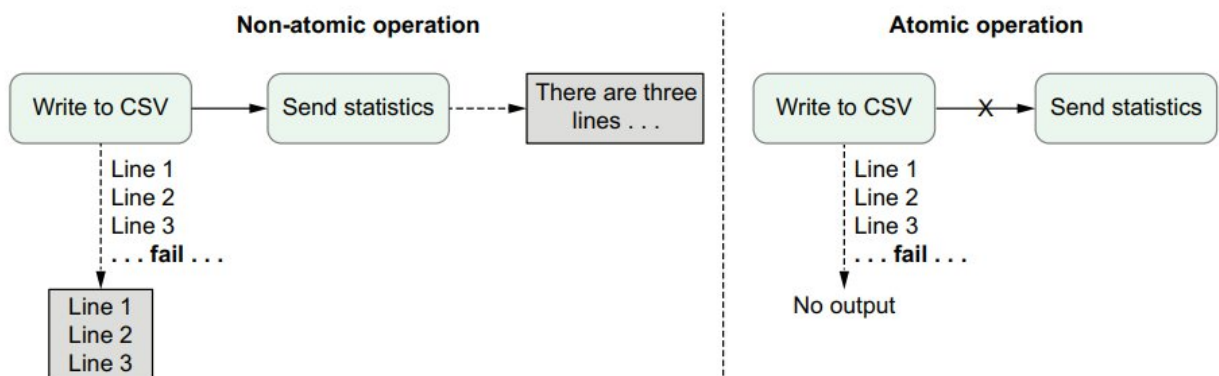 Non-atomic operation
Write to CSV
Send statistics
There are three
lines . . .
Line 1
Line 2
Line 3
. . . fail . . .
Line 1
Line 2
Line 3
Atomic operation
Write to CSV
X
Send statistics
Line 1
Line 2
Line 3
. . . fail . . .
No output